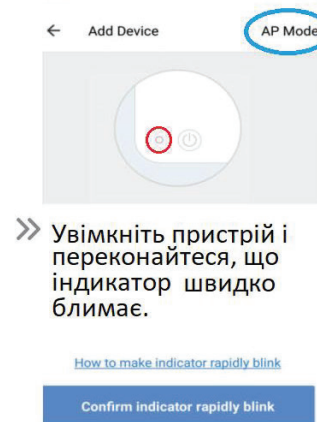 ← Add Device AP Mode
» Увімкніть пристрій і
переконайтеся, що
індикатор швидко
блимає.
How to make indicator rapidly blink
Confirm indicator rapidly blink